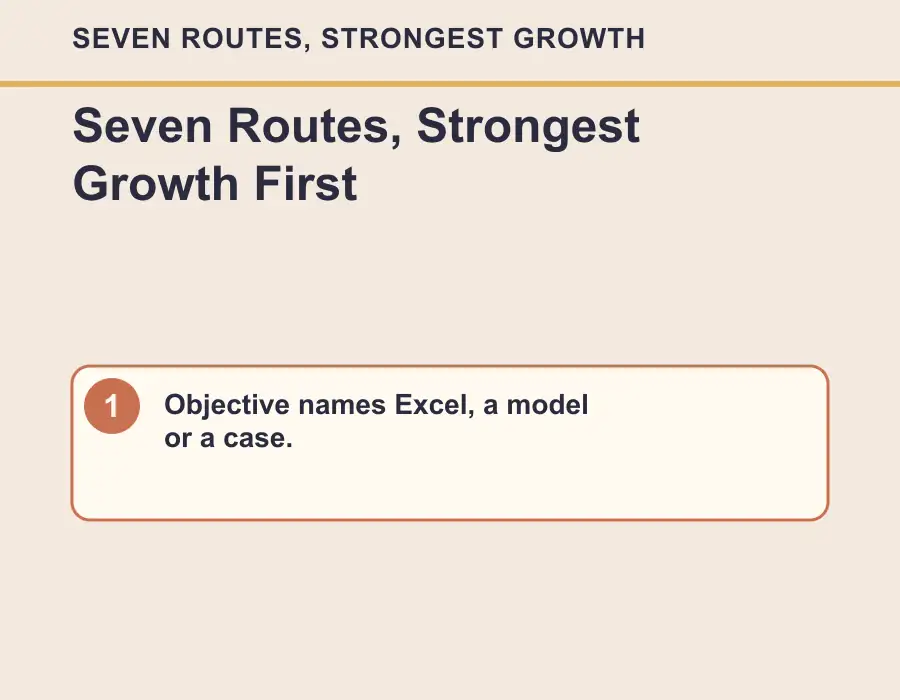 SEVEN ROUTES, STRONGEST GROWTH
Seven Routes, Strongest
Growth First
1
Objective names Excel, a model
or a case.